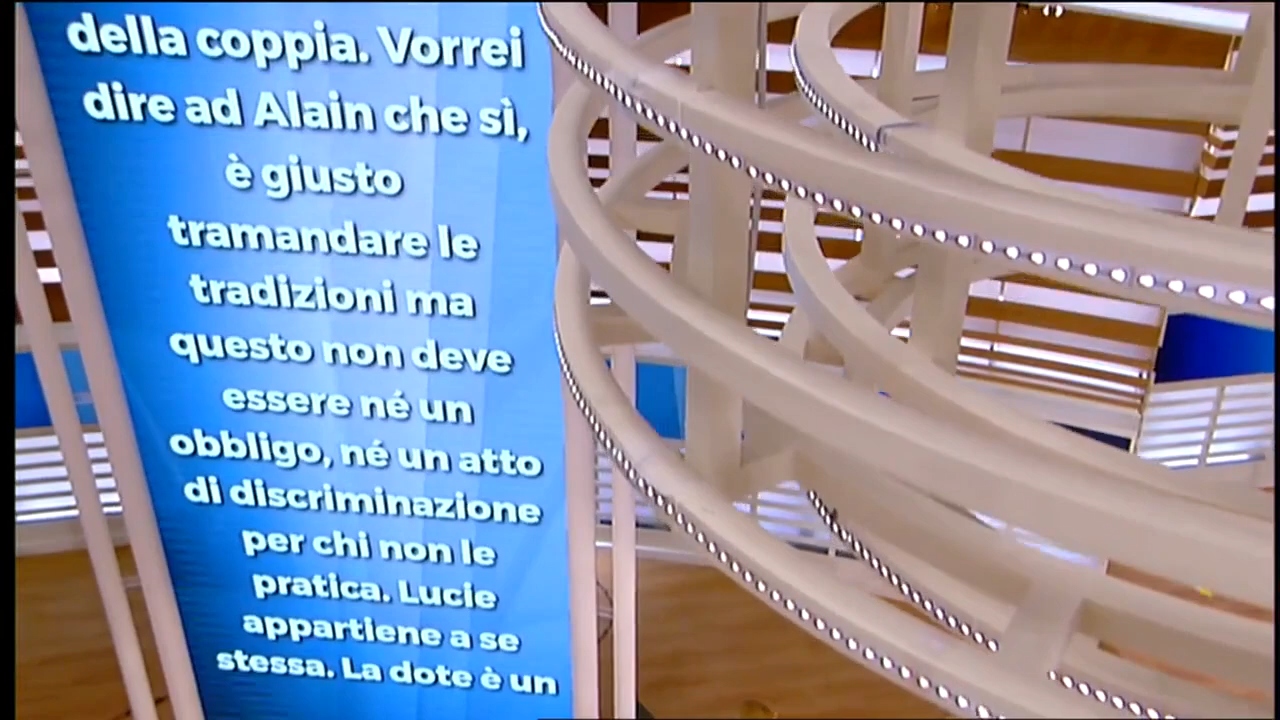 della coppia. Vorrei
dire ad Alain che sì,
è giusto
tramandare le
tradizioni ma
questo non deve
essere né un
obbligo, né un atto
di discriminazione
per chi non le
pratica. Lucie
appartiene a se
stessa. La dote è un